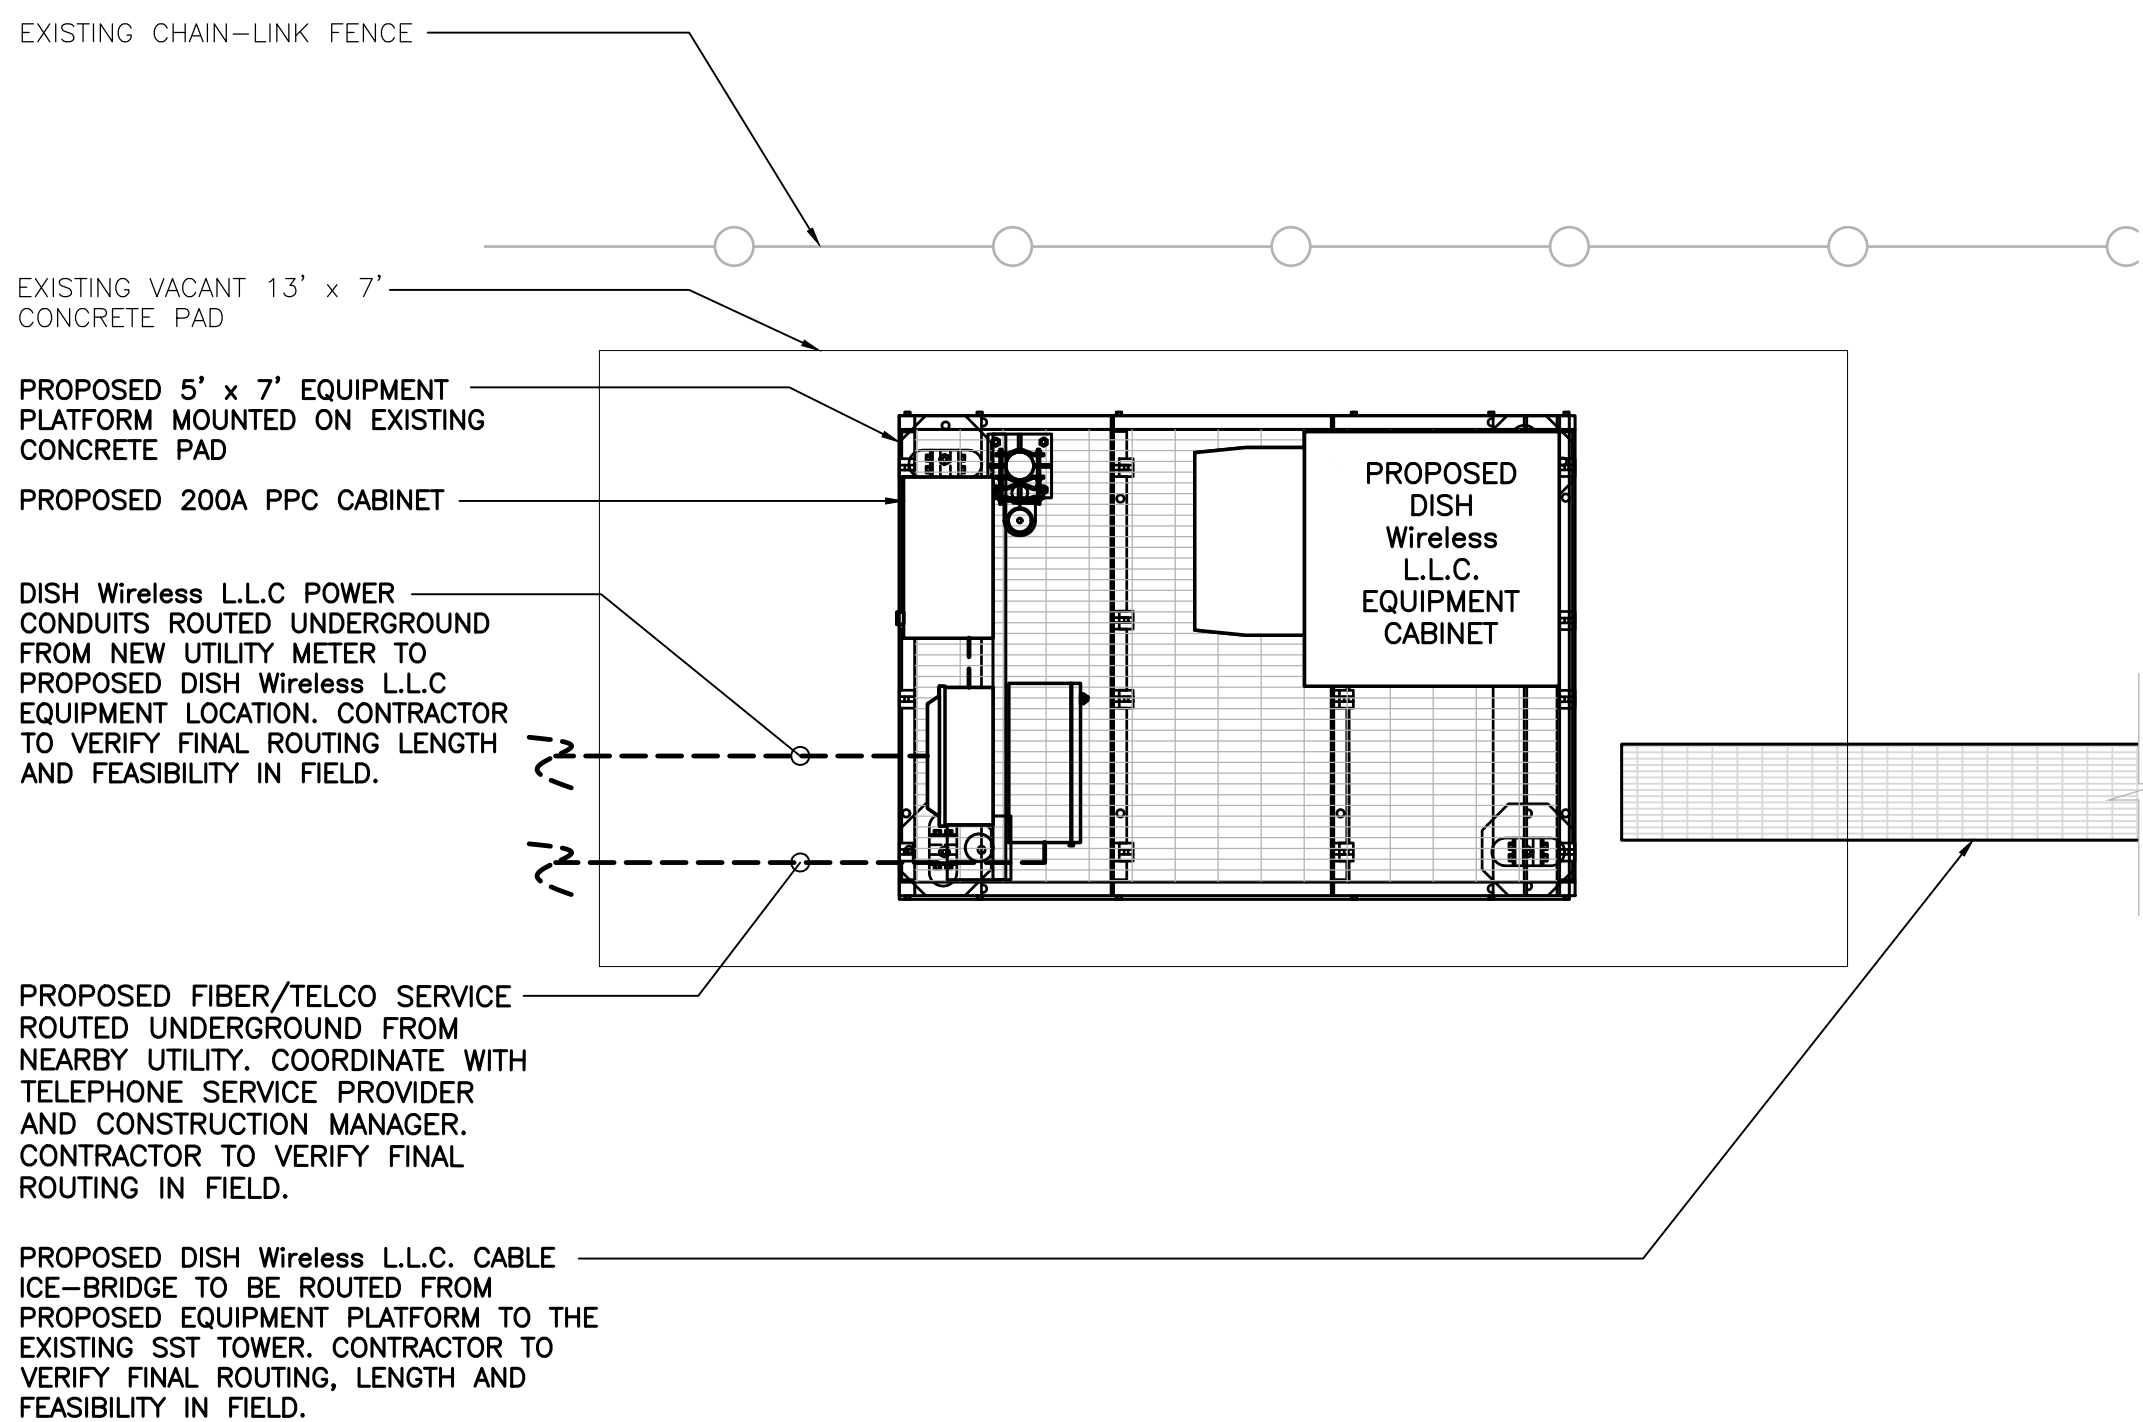 EXISTING CHAIN-LINK FENCE
EXISTING VACANT 13' x 7'
CONCRETE PAD
PROPOSED 5' x 7' EQUIPMENT
PLATFORM MOUNTED ON EXISTING
CONCRETE PAD
PROPOSED 200A PPC CABINET
DISH Wireless L.L.C POWER
CONDUITS ROUTED UNDERGROUND
FROM NEW UTILITY METER TO
PROPOSED DISH Wireless L.L.C
EQUIPMENT LOCATION. CONTRACTOR
TO VERIFY FINAL ROUTING LENGTH
AND FEASIBILITY IN FIELD.
PROPOSED
DISH
Wireless
L.L.C.
EQUIPMENT
CABINET
PROPOSED FIBER/TELCO SERVICE
ROUTED UNDERGROUND FROM
NEARBY UTILITY. COORDINATE WITH
TELEPHONE SERVICE PROVIDER
AND CONSTRUCTION MANAGER.
CONTRACTOR TO VERIFY FINAL
ROUTING IN FIELD.
PROPOSED DISH Wireless L.L.C. CABLE
ICE-BRIDGE TO BE ROUTED FROM
PROPOSED EQUIPMENT PLATFORM TO THE
EXISTING SST TOWER. CONTRACTOR TO
VERIFY FINAL ROUTING, LENGTH AND
FEASIBILITY IN FIELD.